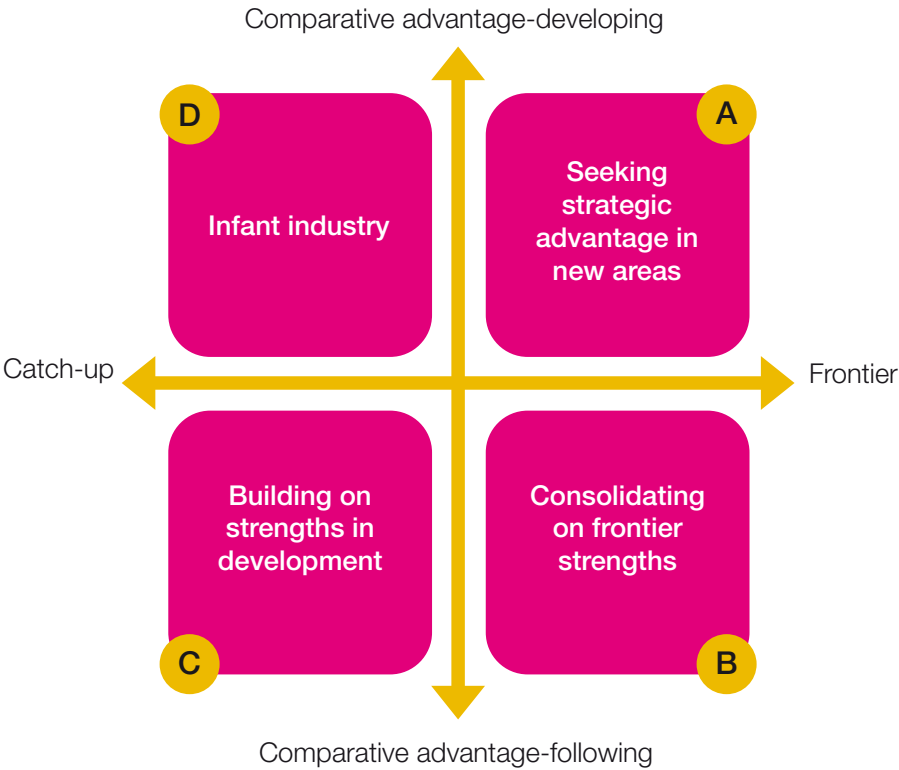 Comparative advantage-developing
D
A
Infant industry
Seeking
strategic
advantage in
new areas
Catch-up
Frontier
Building on
strengths in
development
Consolidating
on frontier
strengths
C
B
Comparative advantage-following